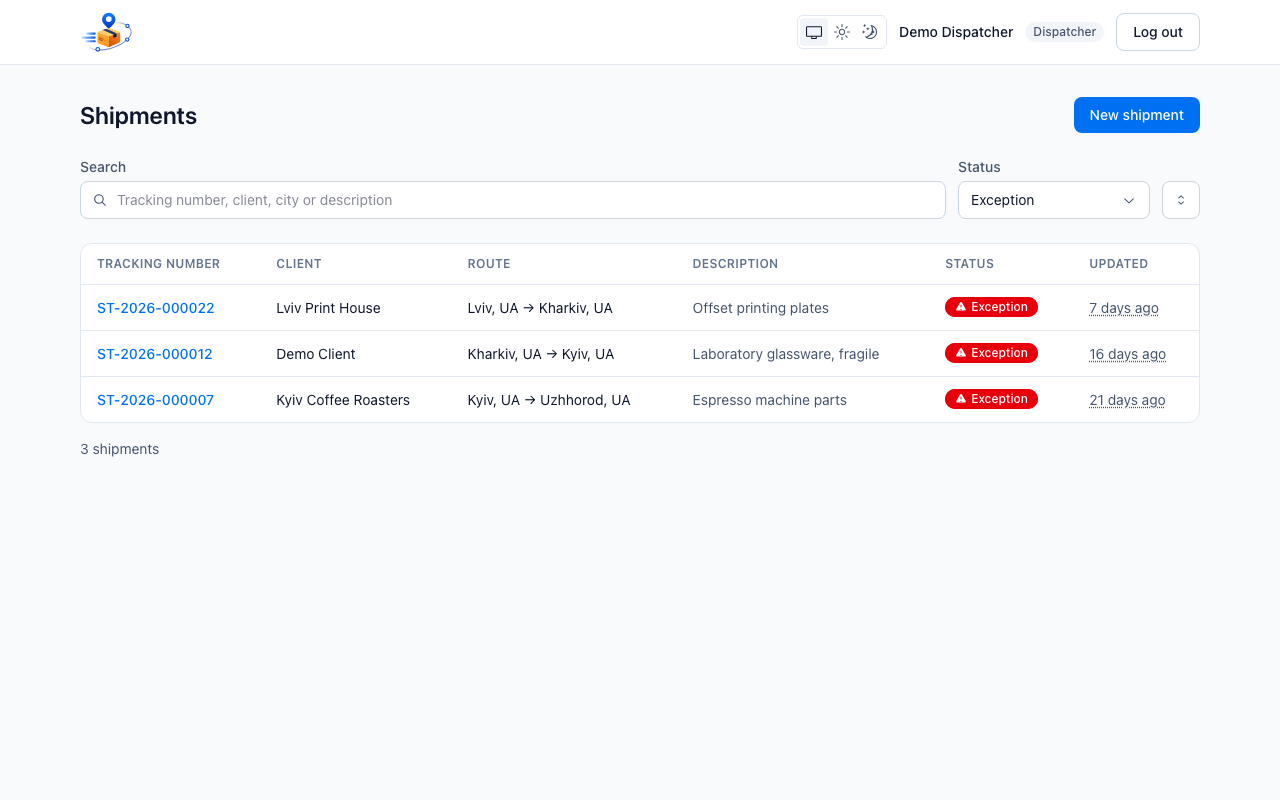 Demo Dispatcher Dispatcher Log out
Shipments New shipment
Search Status
Tracking number, client, city or description Exception
TRACKING NUMBER CLIENT ROUTE DESCRIPTION STATUS UPDATED
ST-2026-000022 Lviv Print House Lviv, UA → Kharkiv, UA Offset printing plates Exception 7 days ago
ST-2026-000012 Demo Client Kharkiv, UA → Kyiv, UA Laboratory glassware, fragile Exception 16 days ago
ST-2026-000007 Kyiv Coffee Roasters Kyiv, UA → Uzhhorod, UA Espresso machine parts Exception 21 days ago
3 shipments